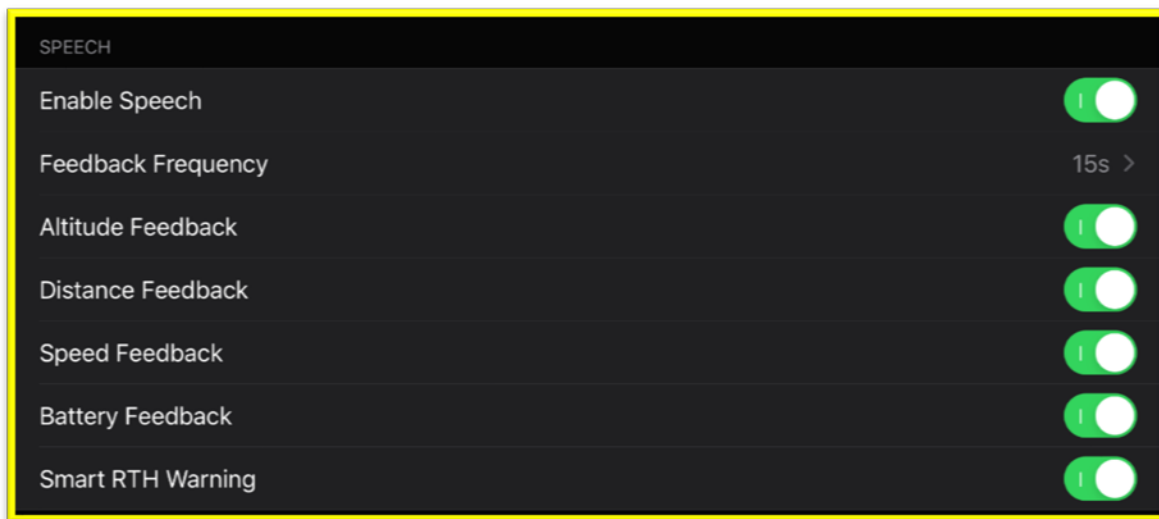 SPEECH
Enable Speech
Feedback Frequency 15s >
Altitude Feedback
Distance Feedback
Speed Feedback
Battery Feedback
Smart RTH Warning